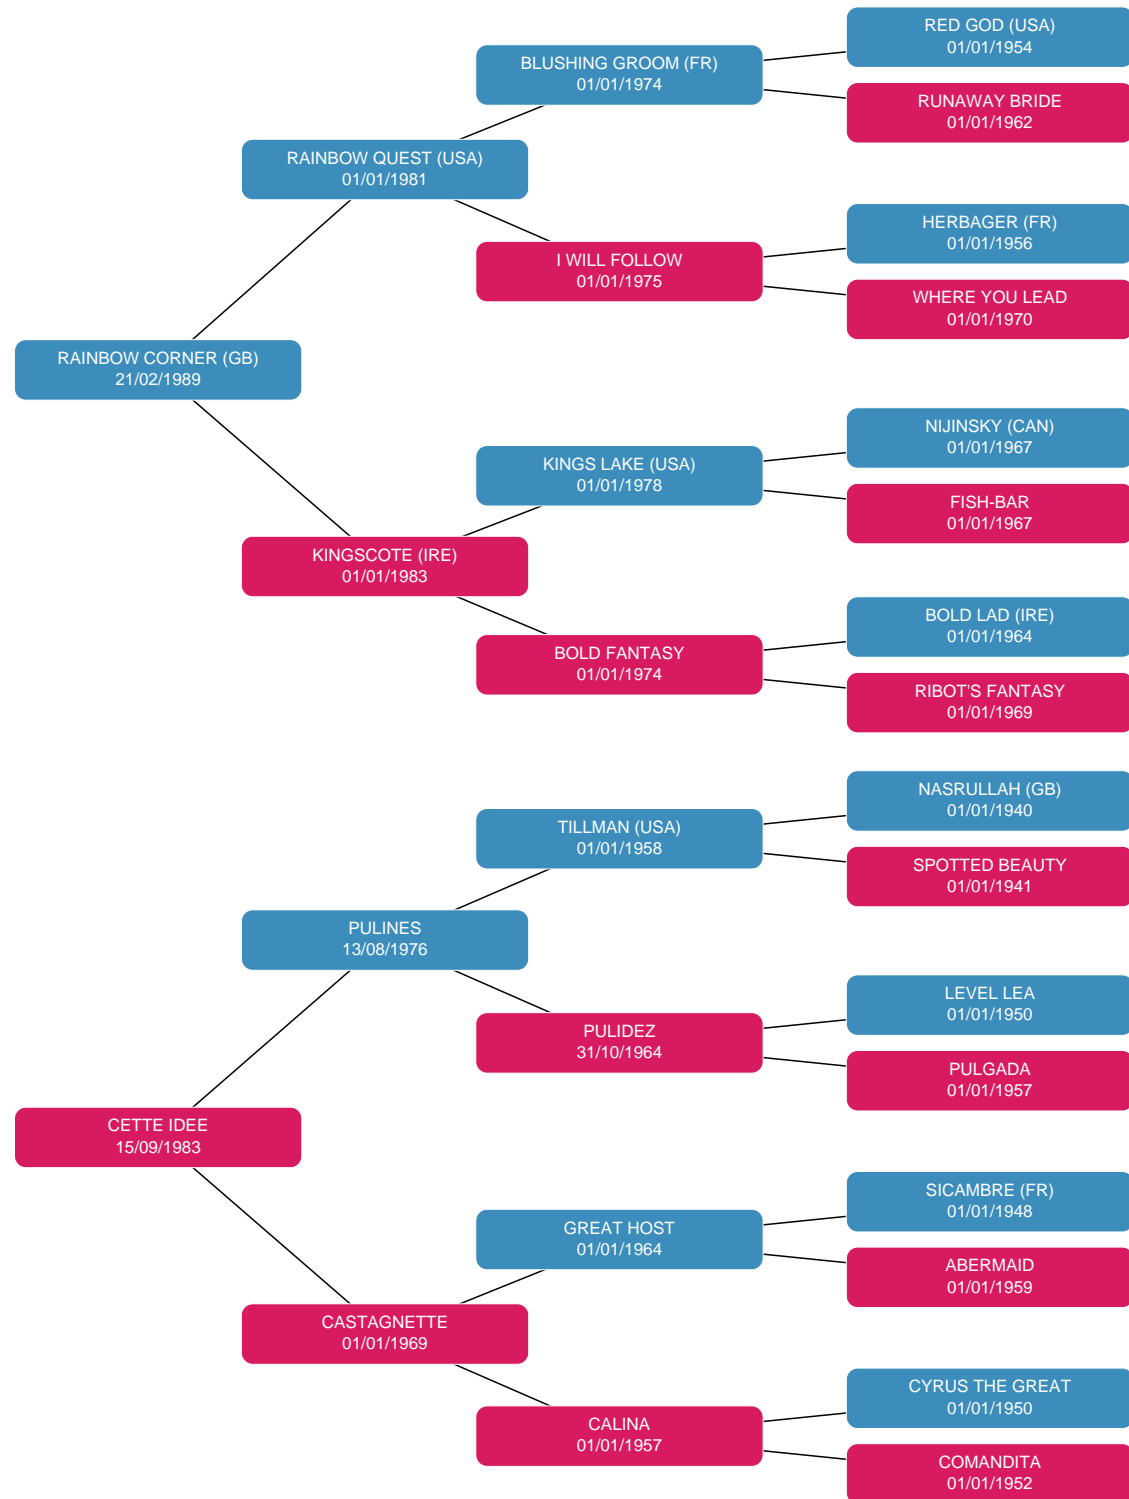 RED GOD (USA)
01/01/1954
BLUSHING GROOM (FR)
01/01/1974
RUNAWAY BRIDE
01/01/1962
RAINBOW QUEST (USA)
01/01/1981
HERBAGER (FR)
01/01/1956
I WILL FOLLOW
01/01/1975
WHERE YOU LEAD
01/01/1970
RAINBOW CORNER (GB)
21/02/1989
NIJINSKY (CAN)
01/01/1967
KINGS LAKE (USA)
01/01/1978
FISH-BAR
01/01/1967
KINGSCOTE (IRE)
01/01/1983
BOLD LAD (IRE)
01/01/1964
BOLD FANTASY
01/01/1974
RIBOT'S FANTASY
01/01/1969
NASRULLAH (GB)
01/01/1940
TILLMAN (USA)
01/01/1958
SPOTTED BEAUTY
01/01/1941
PULINES
13/08/1976
LEVEL LEA
01/01/1950
PULIDEZ
31/10/1964
PULGADA
01/01/1957
CETTE IDEE
15/09/1983
SICAMBRE (FR)
01/01/1948
GREAT HOST
01/01/1964
ABERMAID
01/01/1959
CASTAGNETTE
01/01/1969
CYRUS THE GREAT
01/01/1950
CALINA
01/01/1957
COMANDITA
01/01/1952